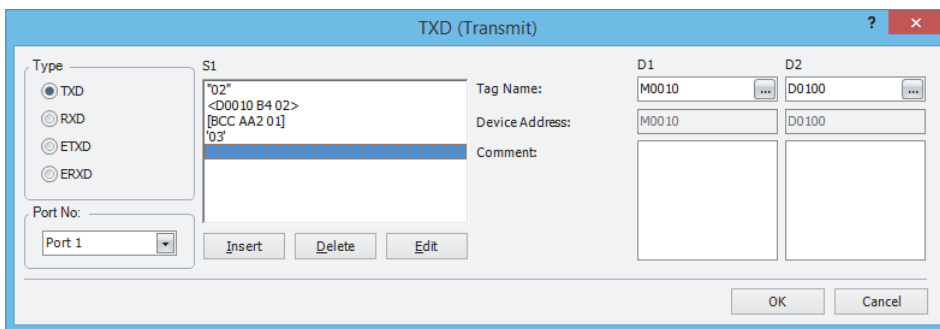 TXD (Transmit)
?
Type
TXD
RXD
ETXD
ERXD
Port No:
Port 1
S1
"02"
<D0010 B4 02>
[BCC AA2 01]
'03'
Insert Delete Edit
D1 D2
Tag Name: M0010 ... D0100 ...
Device Address: M0010 D0100
Comment:
OK Cancel